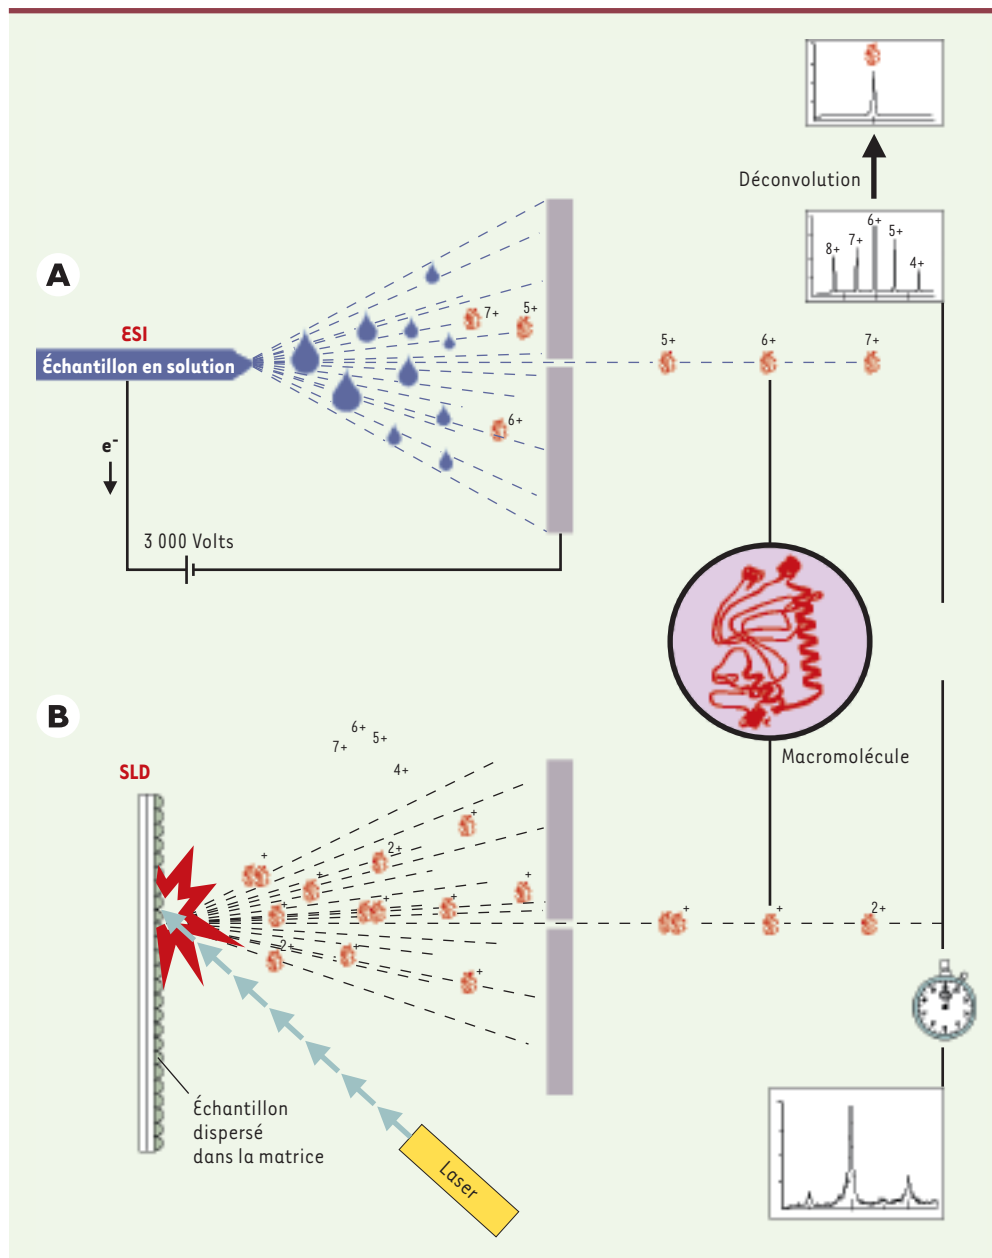 Déconvolution
6+
7+
5+
8+
4+
A
ESI
Échantillon en solution
7+
5+
6+
5+
6+
7+
e-
3 000 Volts
Macromolécule
B
SLD
6+
7+
5+
4+
+
+
2+
+
+
+
+
+
+
2+
+
+
+
+
2+
Échantillon
dispersé
dans la matrice
Laser